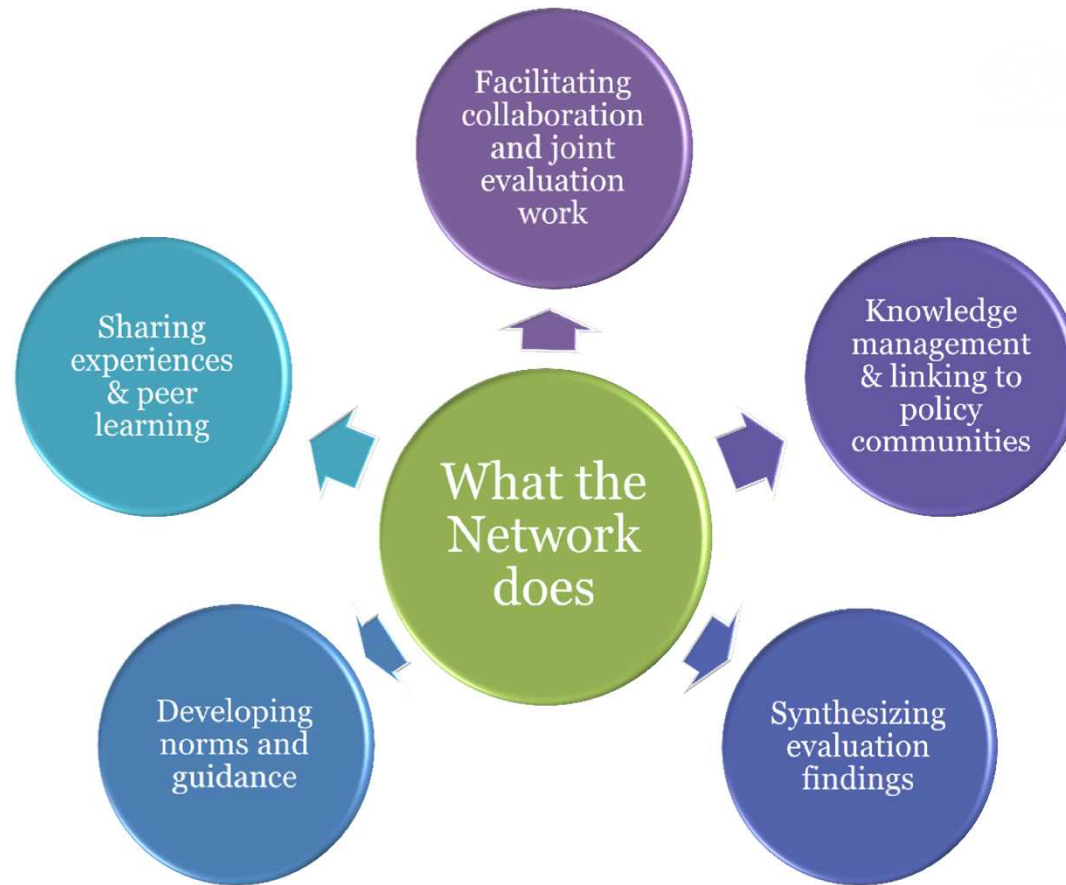 Facilitating
collaboration
and joint
evaluation
work
Sharing
experiences
& peer
learning
Knowledge
management
& linking to
policy
communities
What the
Network
does
Developing
norms and
guidance
Synthesizing
evaluation
findings